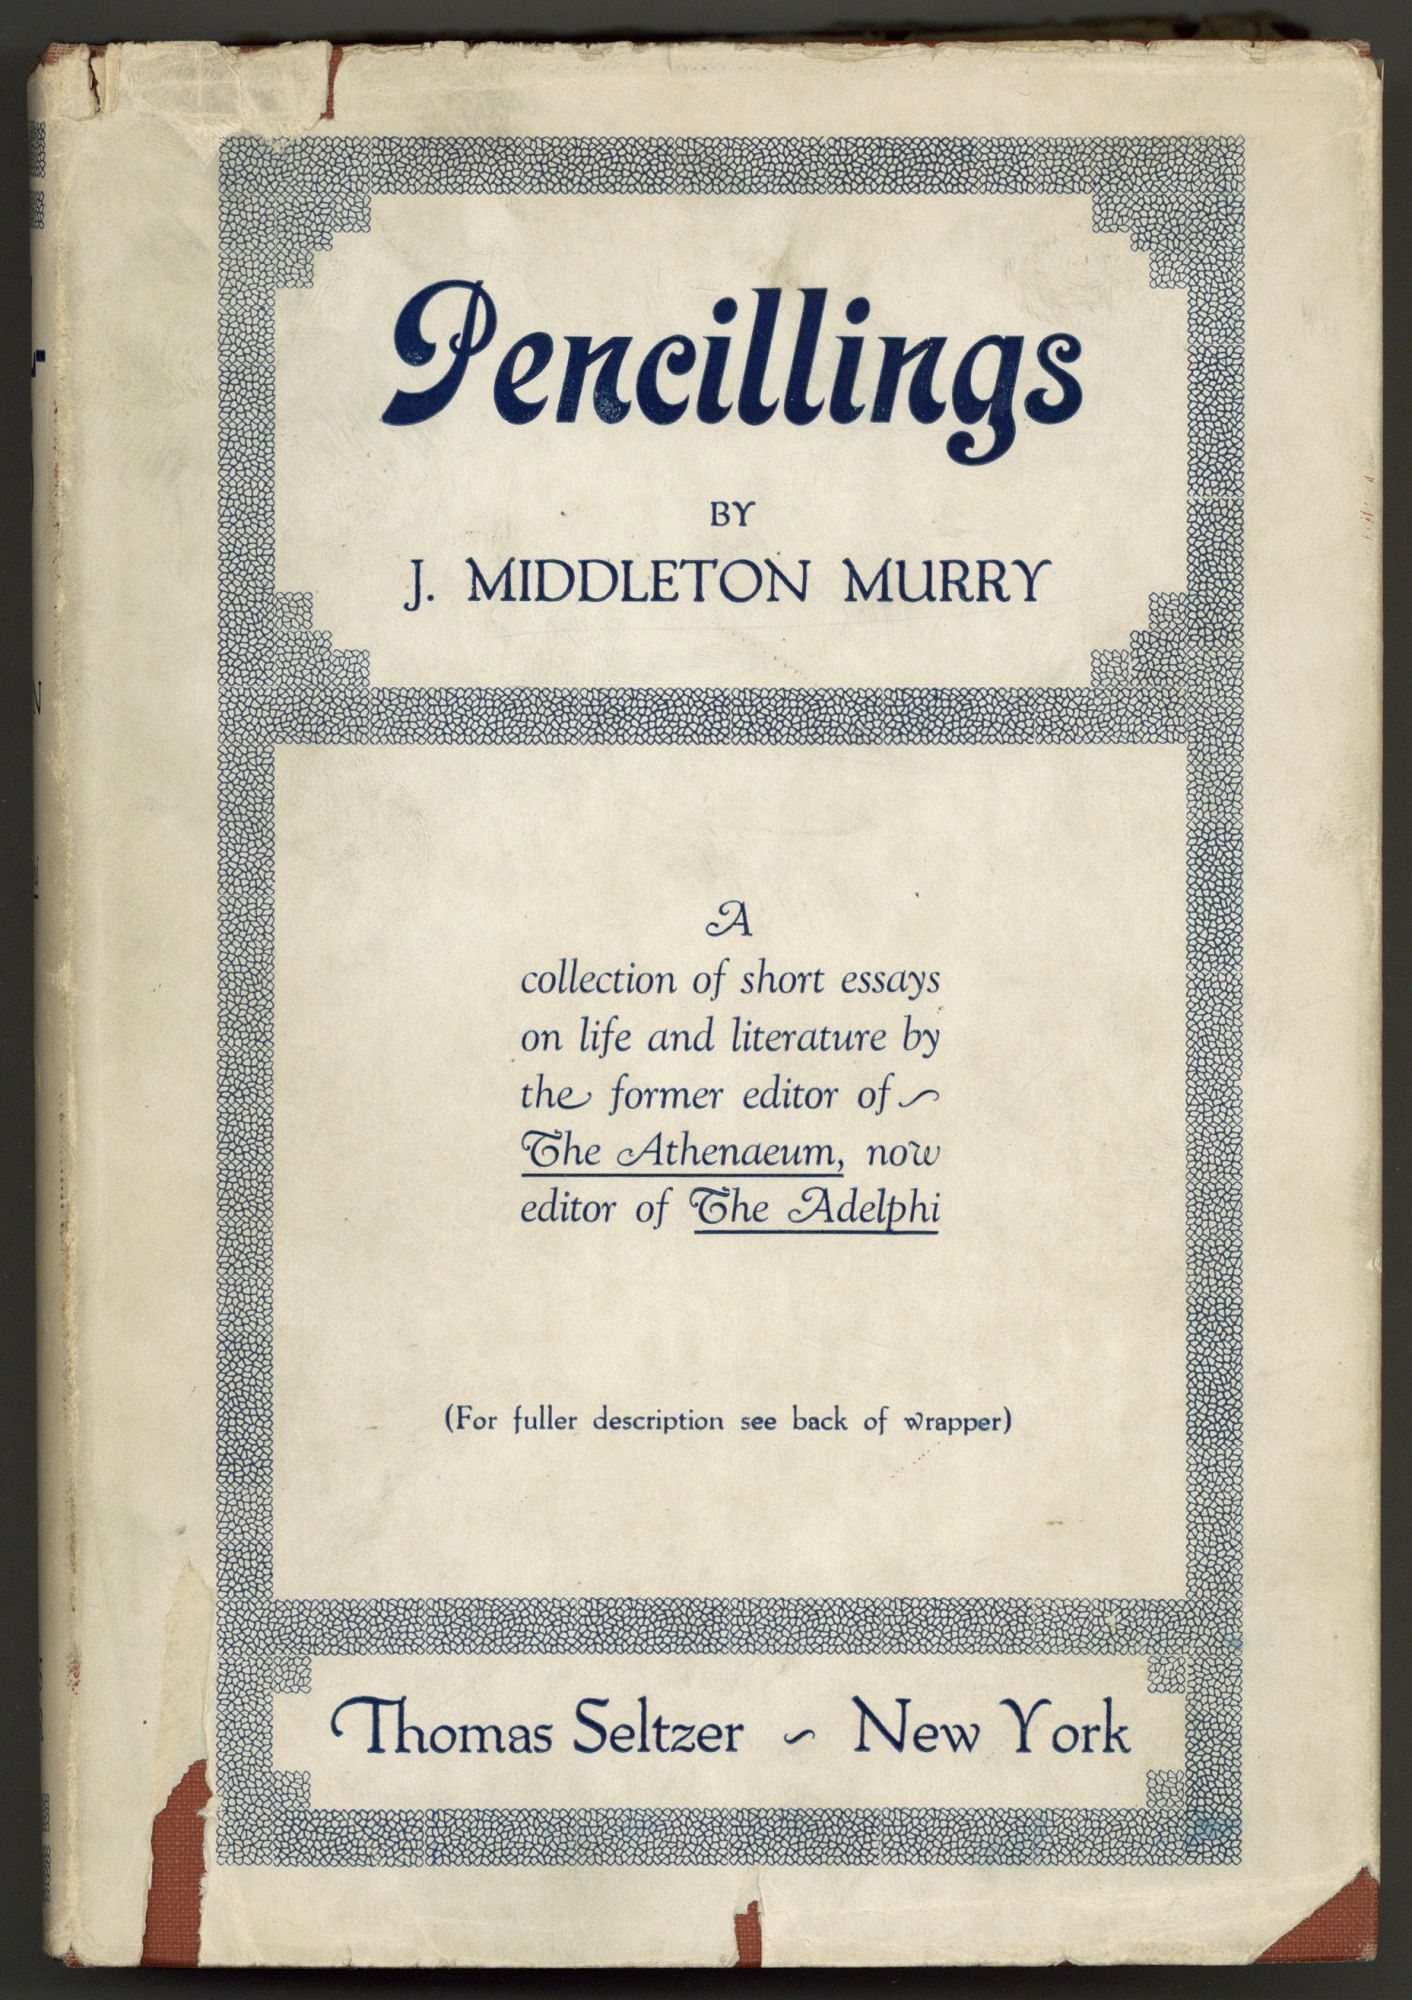 Pencillings
BY
J. MIDDLETON MURRY
A
collection of short essays
on life and literature by
the former editor of ~
The Athenaeum, now
editor of The Adelphi
(For fuller description see back of wrapper)
Thomas Seltzer ~ New York